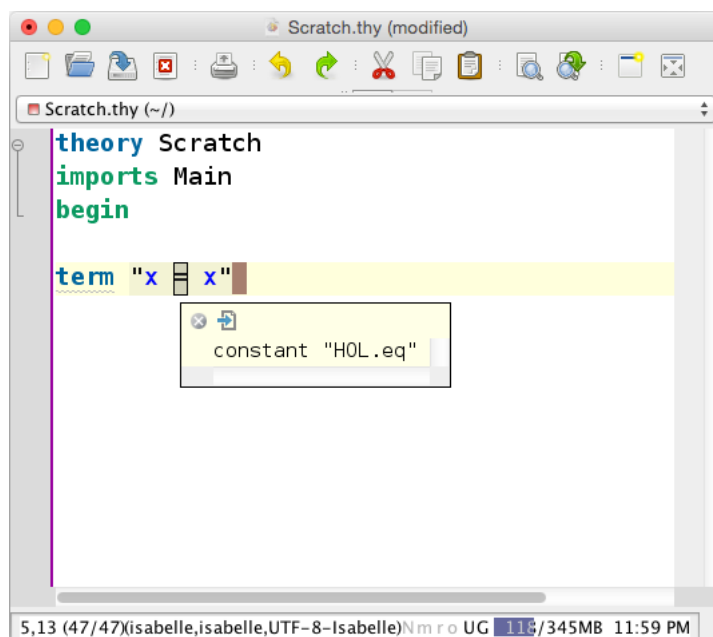 Scratch.thy (modified)
Scratch.thy (~/)
theory Scratch
imports Main
begin
term "x = x"
constant "HOL.eq"
5,13 (47/47)(isabelle,isabelle,UTF-8-Isabelle)N m r o UG 118/345MB 11:59 PM